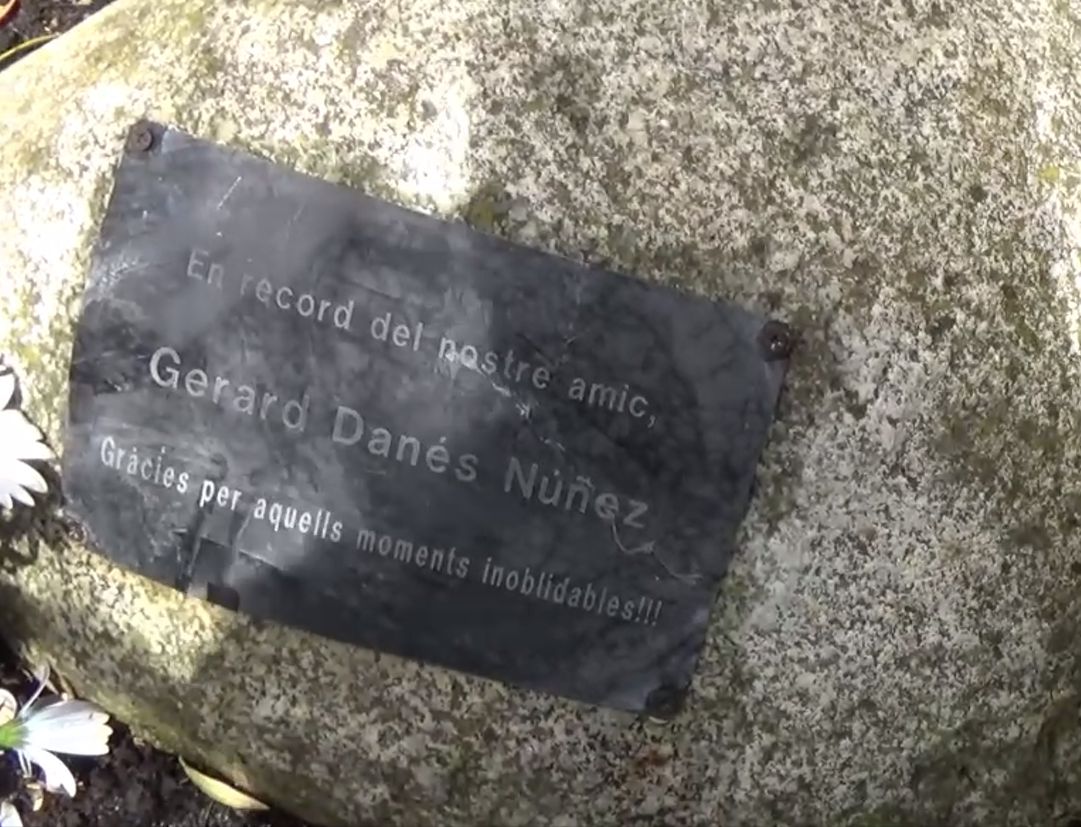 En record del nostre amic,
Gerard Danés Núñez
Gràcies per aquells moments inoblidables!!!